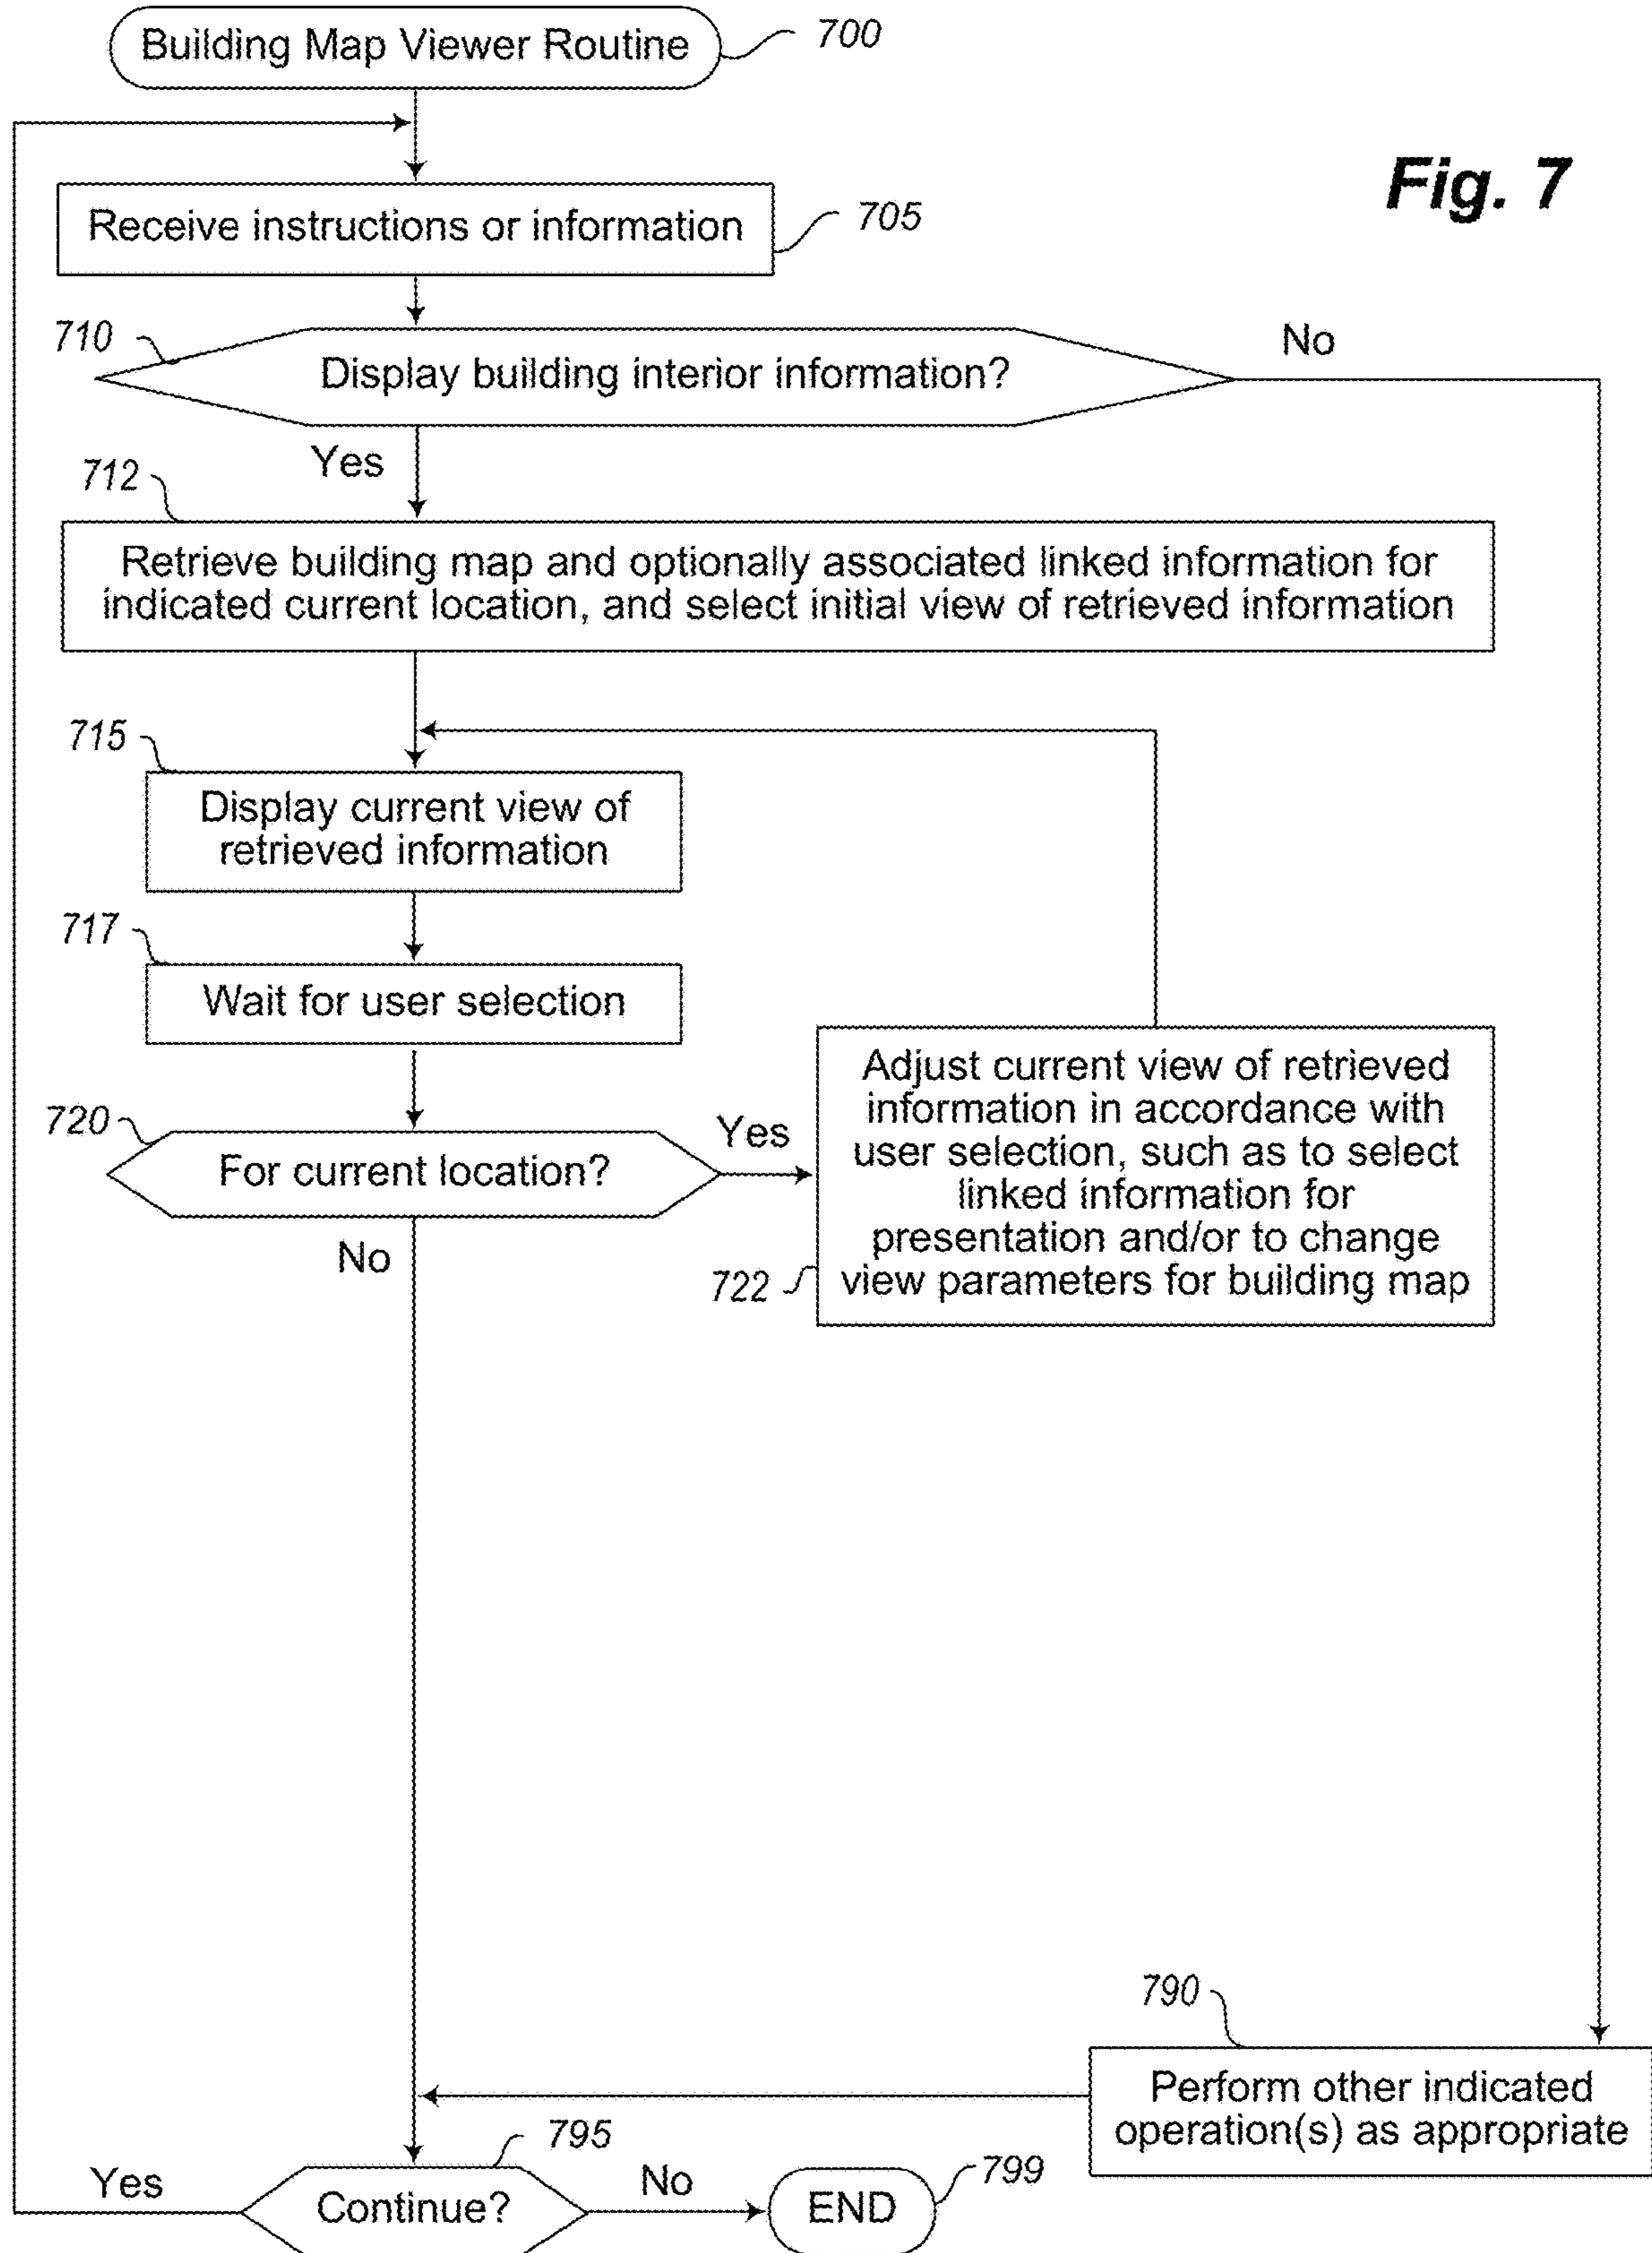 Building Map Viewer Routine
700
Fig. 7
Receive instructions or information
705
710
Display building interior information?
No
Yes
712
Retrieve building map and optionally associated linked information for
indicated current location, and select initial view of retrieved information
715
Display current view of
retrieved information
717
Wait for user selection
720
For current location?
Yes
No
Adjust current view of retrieved
information in accordance with
user selection, such as to select
linked information for
presentation and/or to change
view parameters for building map
722
790
Perform other indicated
operation(s) as appropriate
795
Continue?
Yes
No
END
799